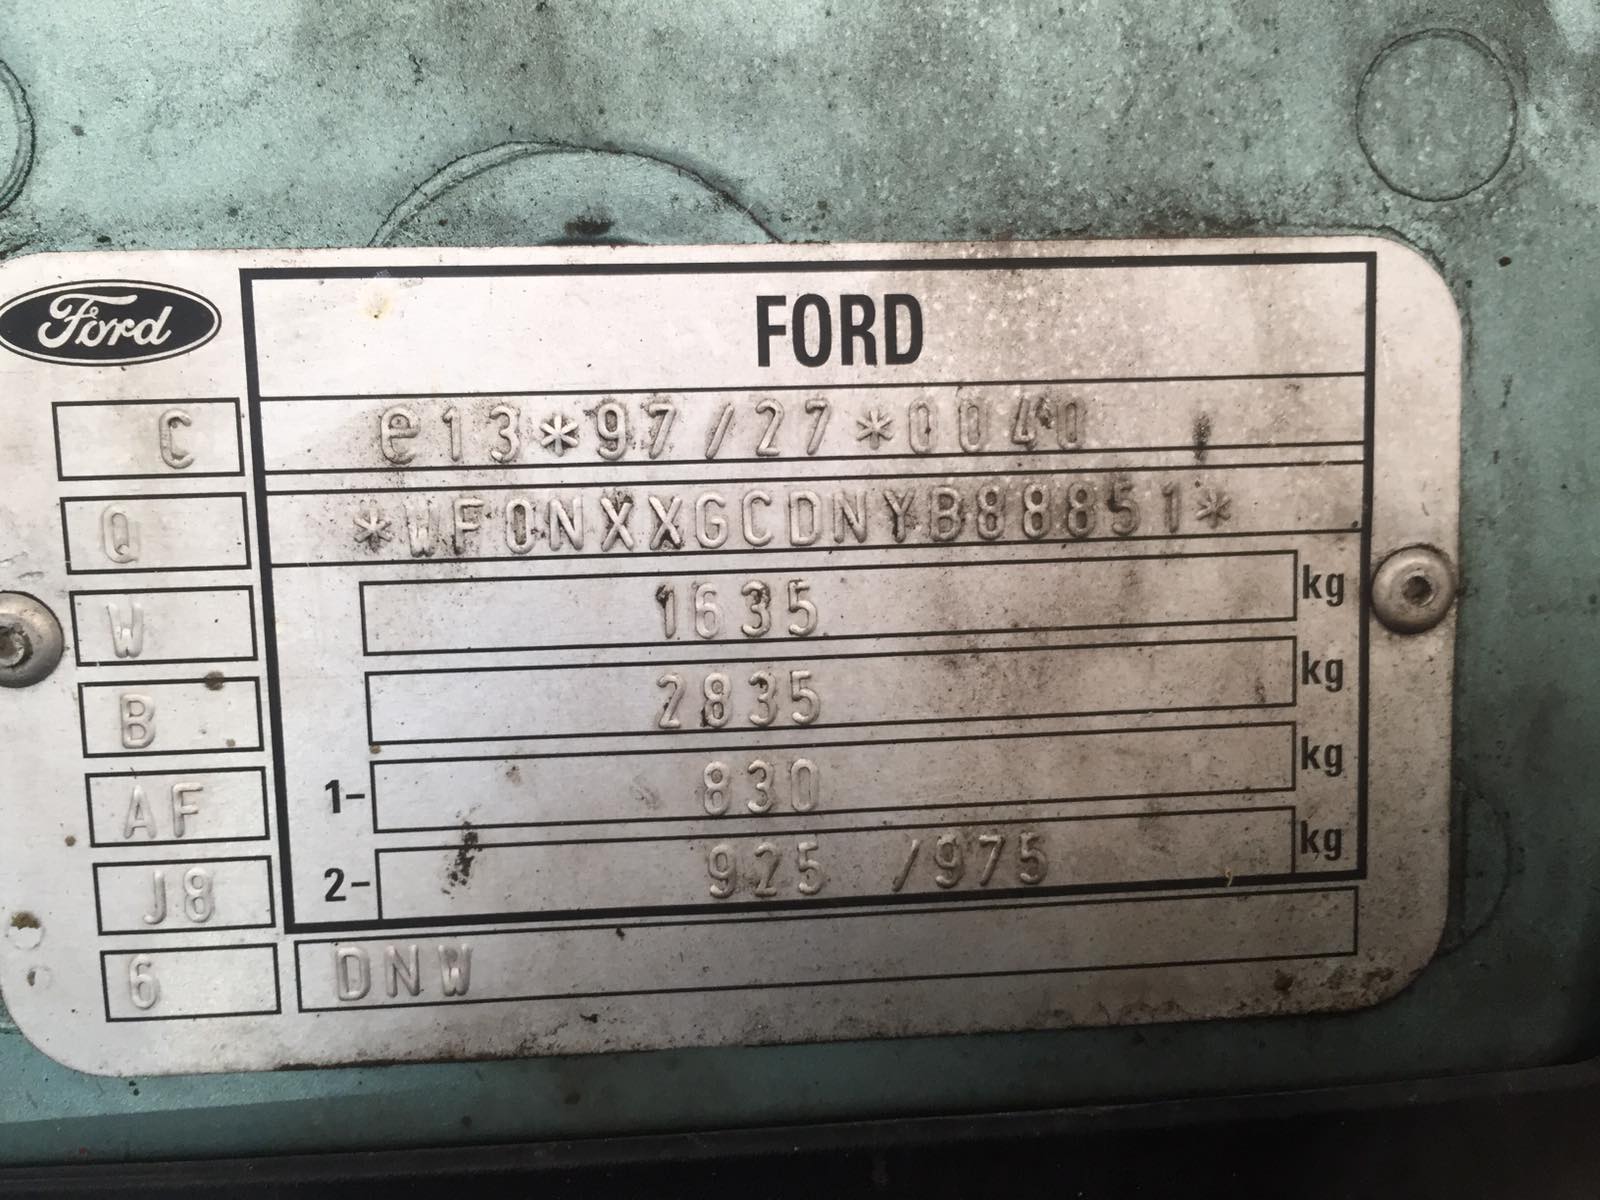 Ford
FORD
C e13*97/27*0040
Q *WF0NXXGCDNYB88851*
W 1635 kg
B 2835 kg
AF 1- 830 kg
J8 2- 925 /975 kg
6 DNW